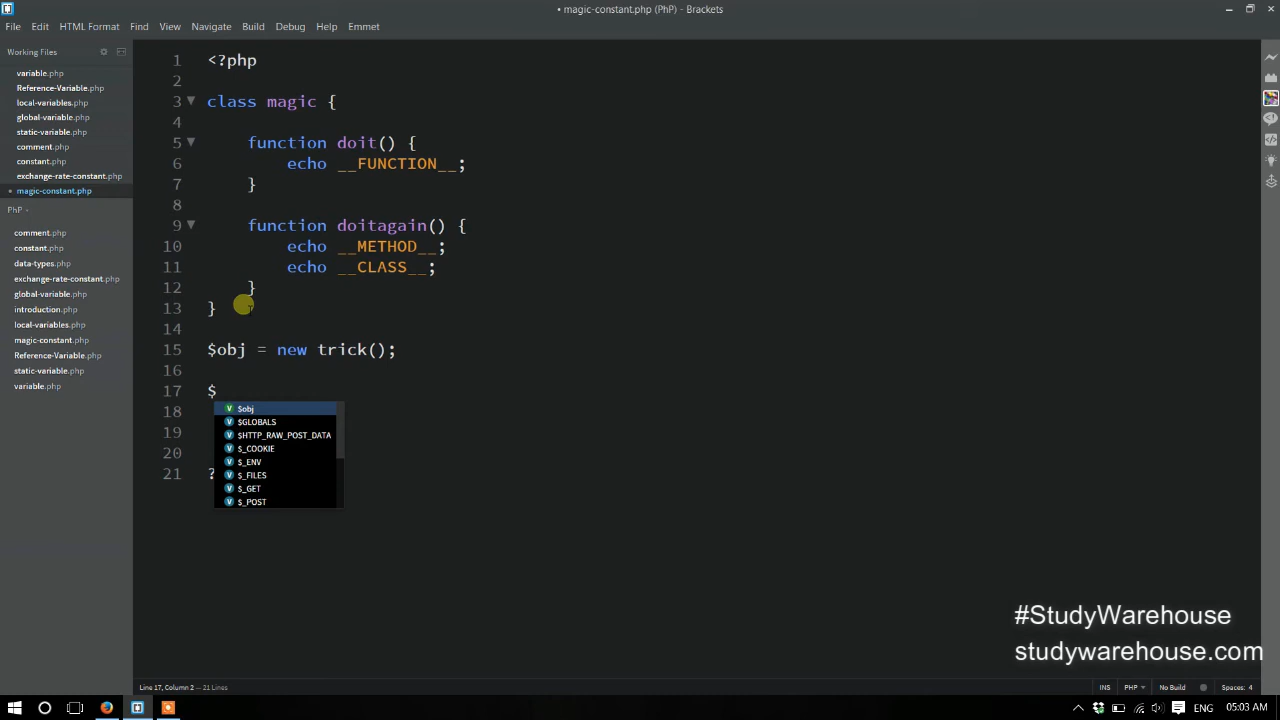 • magic-constant.php (PhP) - Brackets
File Edit View Navigate Build Debug Help Emmet
HTML Format Find
Working Files
variable.php
Reference-Variable.php
local-variables.php
global-variable.php
static-variable.php
comment.php
constant.php
exchange-rate-constant.php
• magic-constant.php
PhP
comment.php
constant.php
data-types.php
exchange-rate-constant.php
global-variable.php
introduction.php
local-variables.php
magic-constant.php
Reference-Variable.php
static-variable.php
variable.php
1 <?php
2
3 class magic {
4
5 function doit() {
6 echo __FUNCTION__;
7 }
8
9 function doitagain() {
10 echo __METHOD__;
11 echo __CLASS__;
12 }
13 }
14
15 $obj = new trick();
16
17 $
18
19
20
21 ?
V $obj
V $GLOBALS
V $HTTP_RAW_POST_DATA
V $_COOKIE
V $_ENV
V $_FILES
V $_GET
V $_POST
#StudyWarehouse
studywarehouse.com
Line 17, Column 2 — 21 Lines
INS PHP No Build Spaces: 4
ENG 05:03 AM